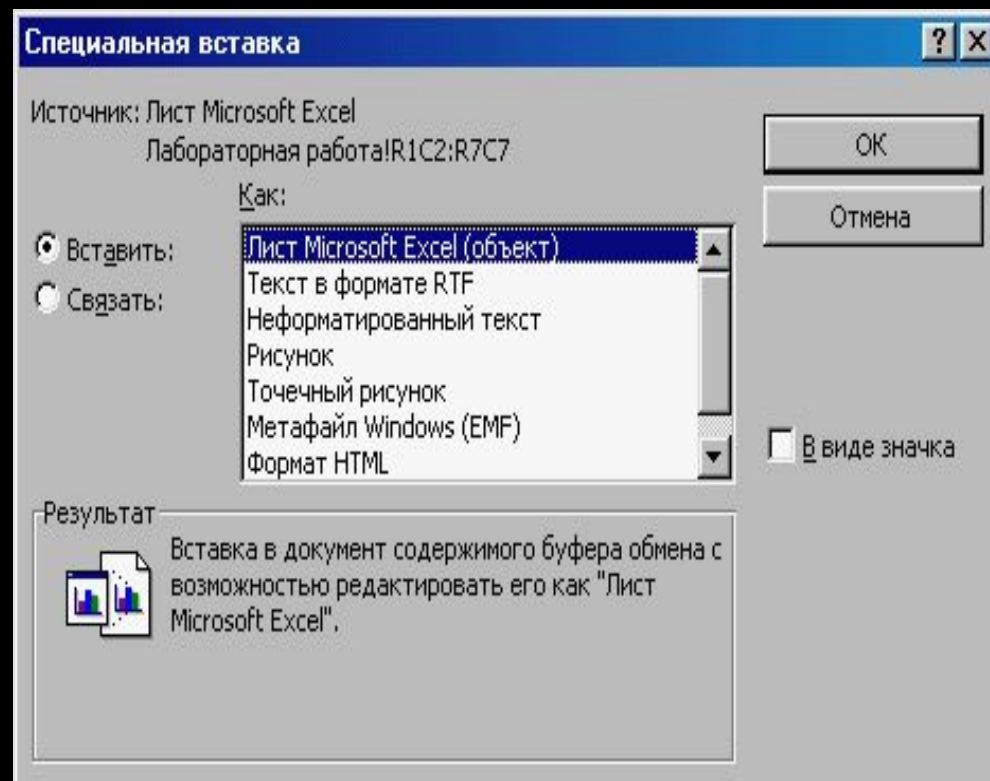 Специальная вставка
Источник: Лист Microsoft Excel
Лабораторная работа!R1C2:R7C7
OK
Отмена
Как:
Вставить:
Связать:
Лист Microsoft Excel (объект)
Текст в формате RTF
Неформатированный текст
Рисунок
Точечный рисунок
Метафайл Windows (EMF)
Формат HTML
В виде значка
Результат
Вставка в документ содержимого буфера обмена с
возможностью редактировать его как "Лист
Microsoft Excel".